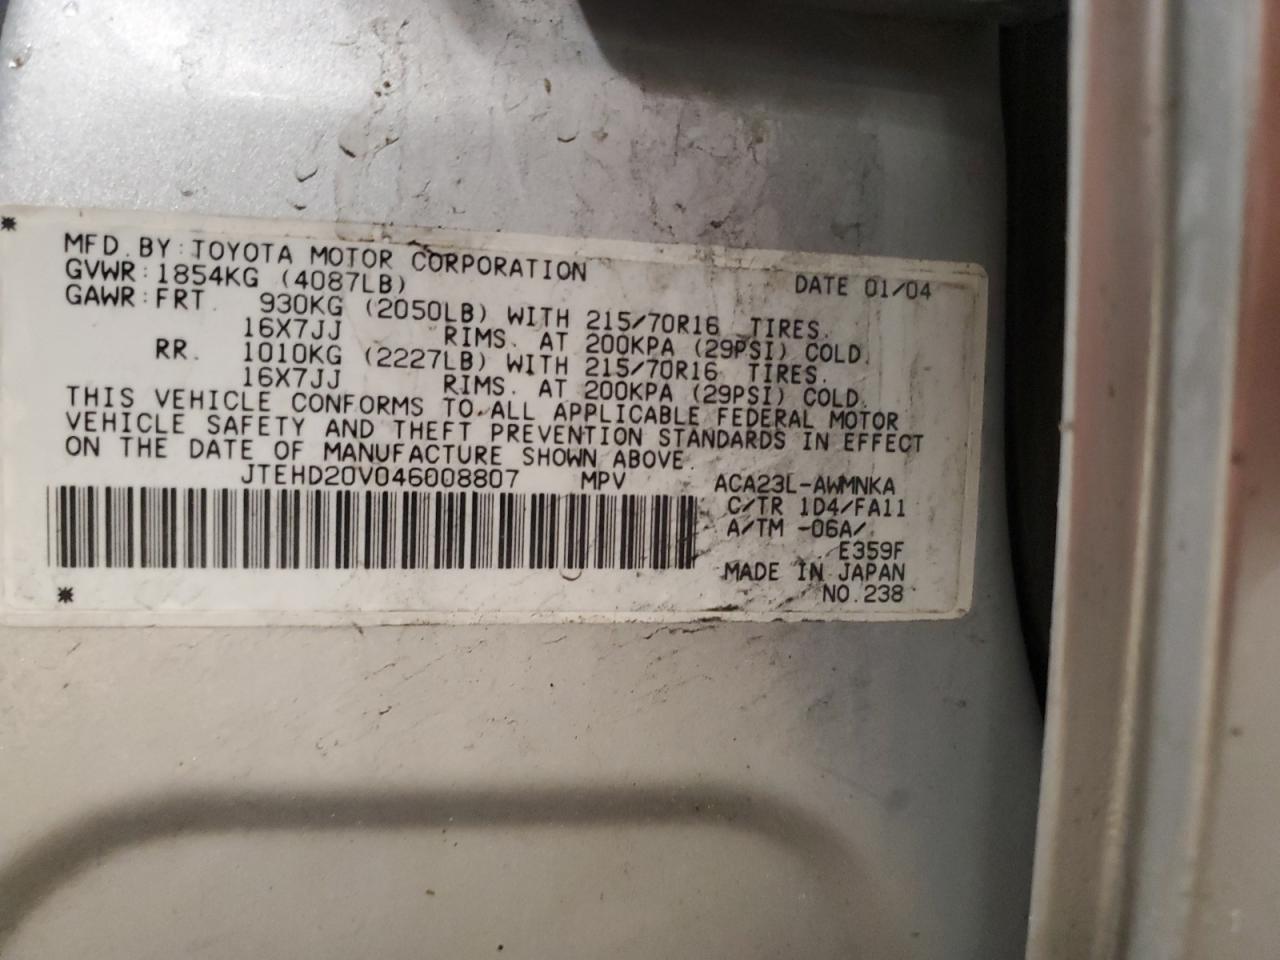 MFD. BY: TOYOTA MOTOR CORPORATION DATE 01/04
GVWR: 1854KG (4087LB)
GAWR: FRT. 930KG (2050LB) WITH 215/70R16 TIRES.
16X7JJ RIMS. AT 200KPA (29PSI) COLD.
RR. 1010KG (2227LB) WITH 215/70R16 TIRES.
16X7JJ RIMS. AT 200KPA (29PSI) COLD.
THIS VEHICLE CONFORMS TO ALL APPLICABLE FEDERAL MOTOR
VEHICLE SAFETY AND THEFT PREVENTION STANDARDS IN EFFECT
ON THE DATE OF MANUFACTURE SHOWN ABOVE.
JTEHD20V046008807 MPV ACA23L-AWMNKA
C/TR 1D4/FA11
A/TM -06A/
E359F
MADE IN JAPAN
NO.238